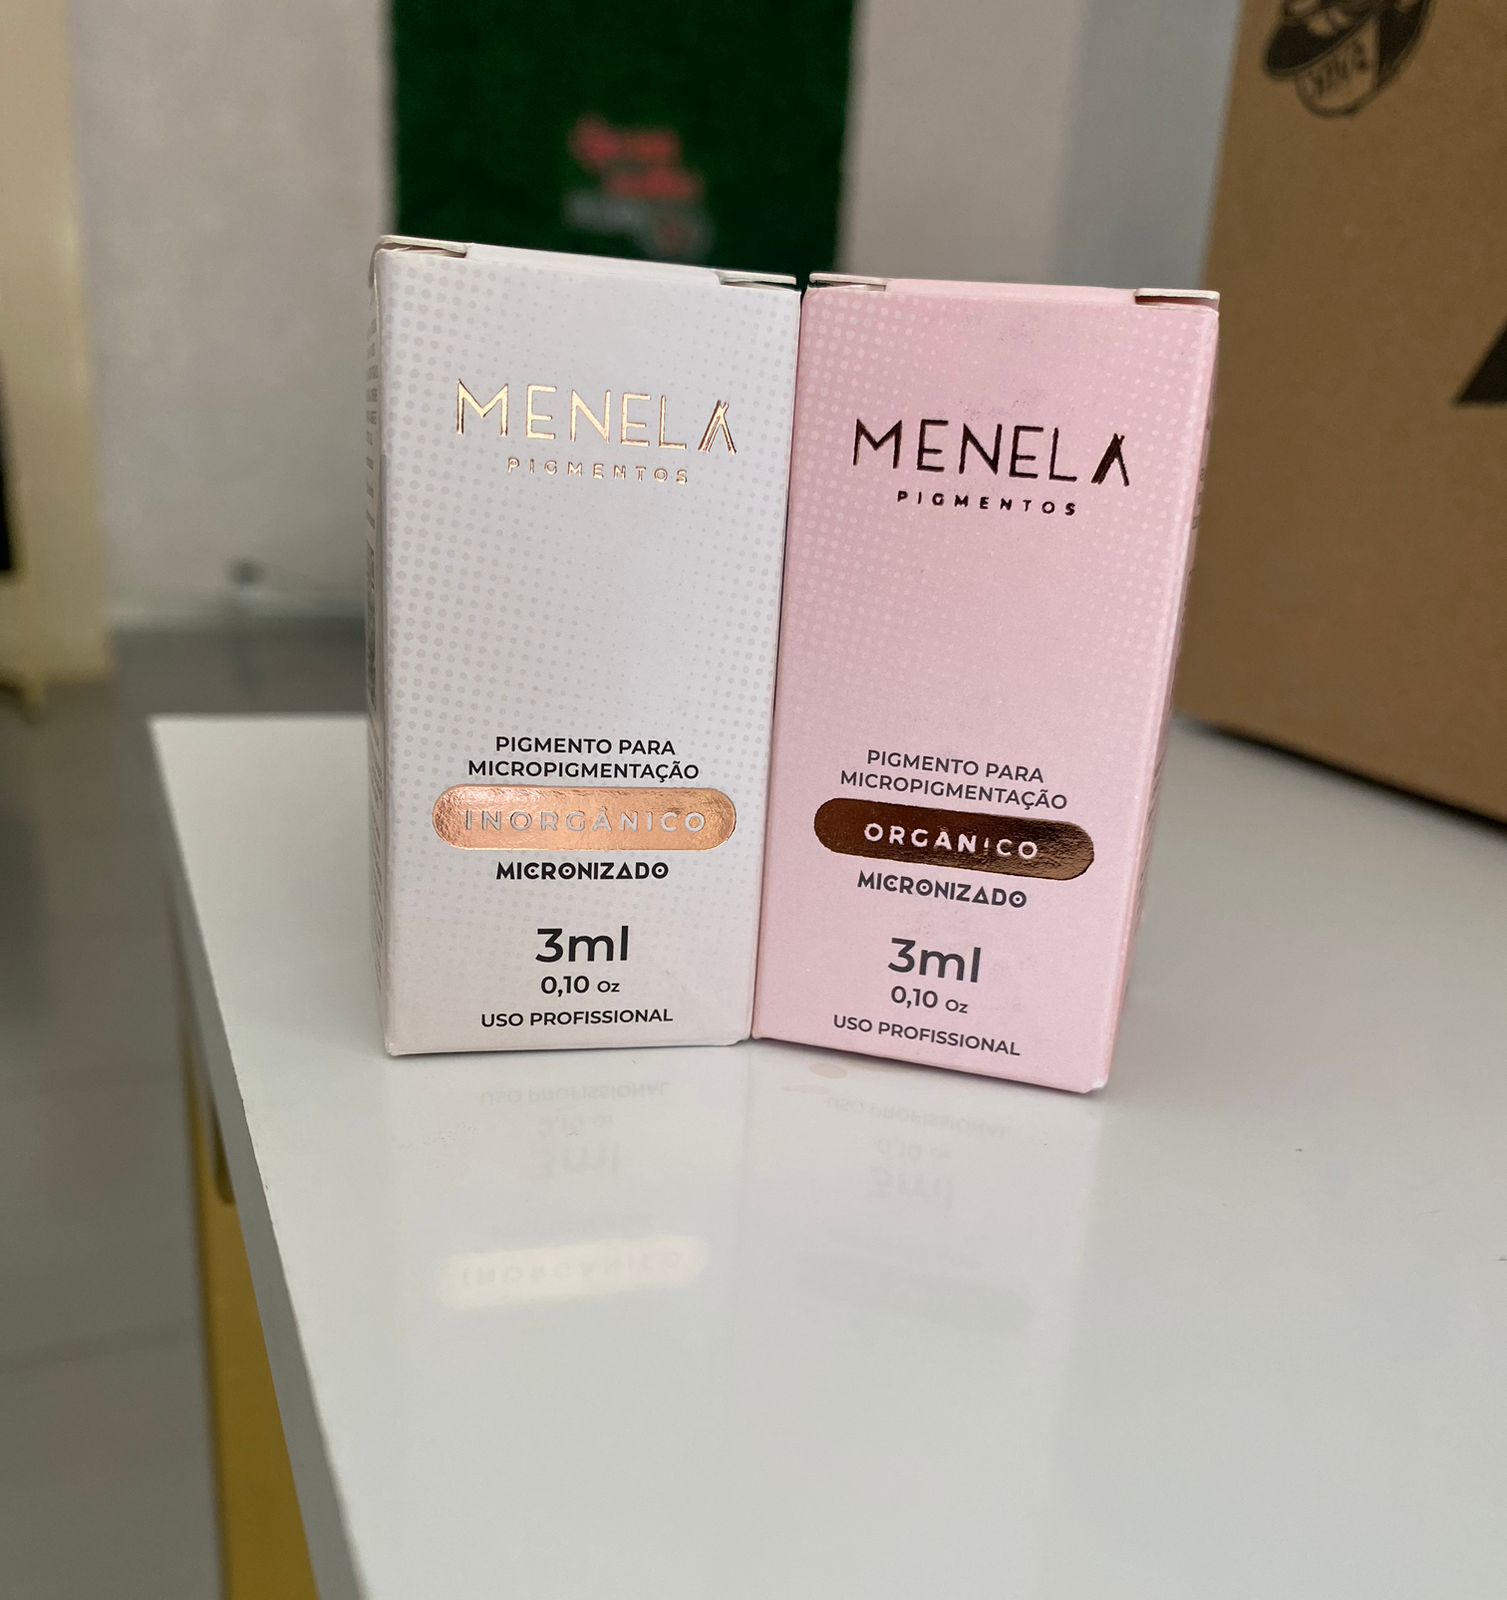 MENELA
PIGMENTOS
PIGMENTO PARA
MICROPIGMENTAÇÃO
INORGÂNICO
MICRONIZADO
3ml
0,10 Oz
USO PROFISSIONAL
MENELA
PIGMENTOS
PIGMENTO PARA
MICROPIGMENTAÇÃO
ORGÂNICO
MICRONIZADO
3ml
0,10 Oz
USO PROFISSIONAL